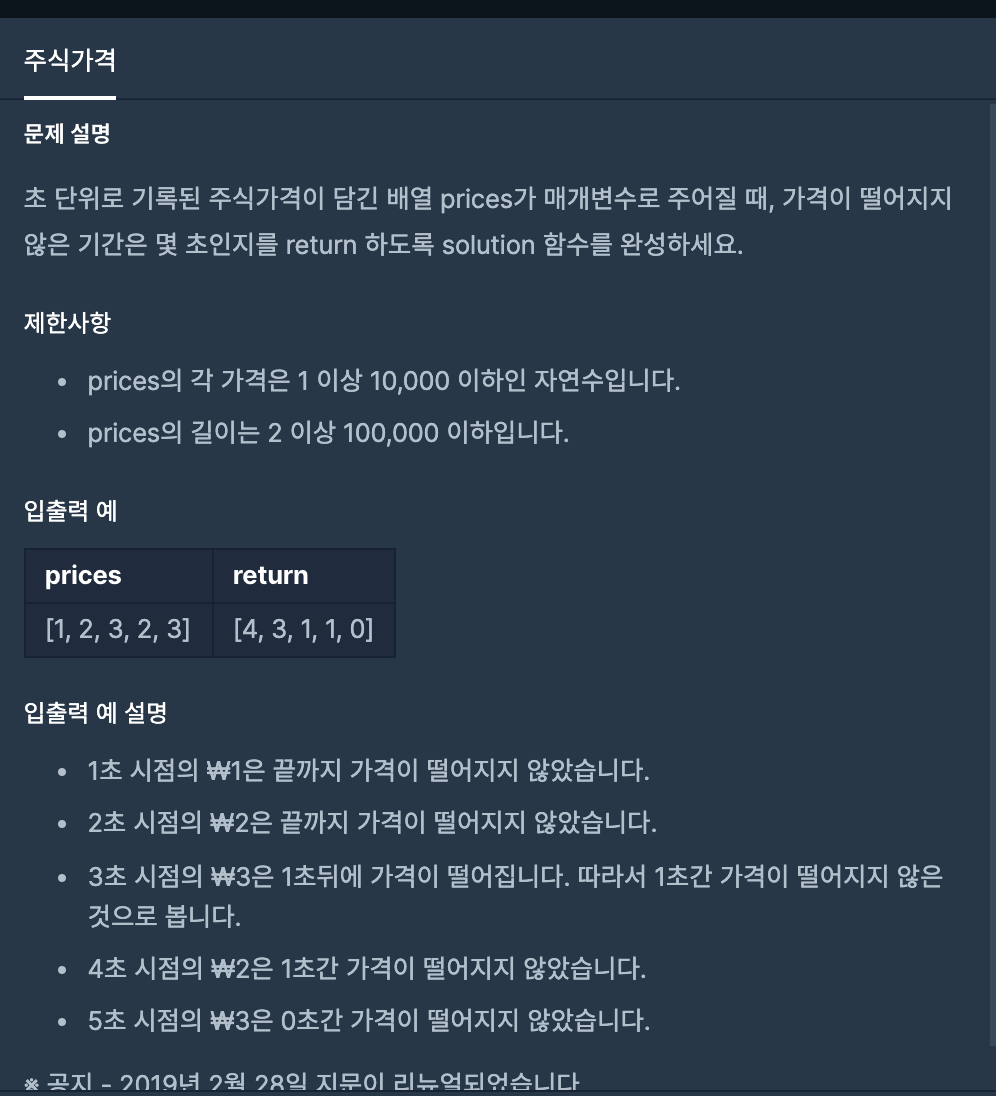 주식가격
문제 설명
초 단위로 기록된 주식가격이 담긴 배열 prices가 매개변수로 주어질 때, 가격이 떨어지지
않은 기간은 몇 초인지를 return 하도록 solution 함수를 완성하세요.
제한사항
• prices의 각 가격은 1 이상 10,000 이하인 자연수입니다.
• prices의 길이는 2 이상 100,000 이하입니다.
입출력 예
prices return
[1, 2, 3, 2, 3] [4, 3, 1, 1, 0]
입출력 예 설명
• 1초 시점의 ₩1은 끝까지 가격이 떨어지지 않았습니다.
• 2초 시점의 ₩2은 끝까지 가격이 떨어지지 않았습니다.
• 3초 시점의 ₩3은 1초뒤에 가격이 떨어집니다. 따라서 1초간 가격이 떨어지지 않은
것으로 봅니다.
• 4초 시점의 ₩2은 1초간 가격이 떨어지지 않았습니다.
• 5초 시점의 ₩3은 0초간 가격이 떨어지지 않았습니다.
※ 공지 - 2019년 2월 28일 지문이 리뉴얼되었습니다